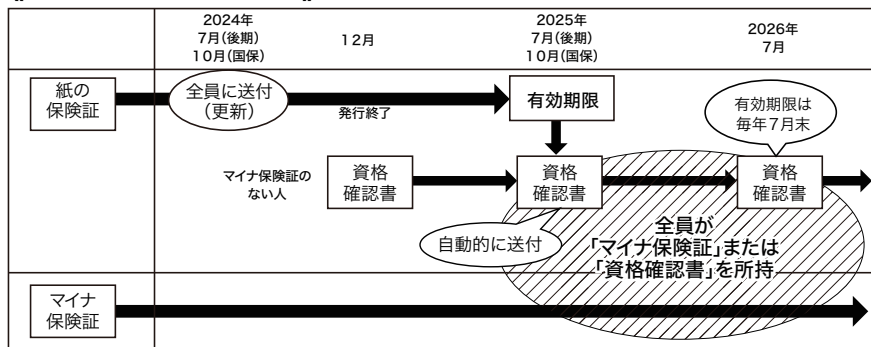 2024年
7月(後期)
10月(国保)
12月
2025年
7月(後期)
10月(国保)
2026年
7月
紙の
保険証
全員に送付
(更新)
発行終了
有効期限
有効期限は
毎年7月末
マイナ保険証の
ない人
資格
確認書
資格
確認書
資格
確認書
自動的に送付
全員が
「マイナ保険証」または
「資格確認書」を所持
マイナ
保険証